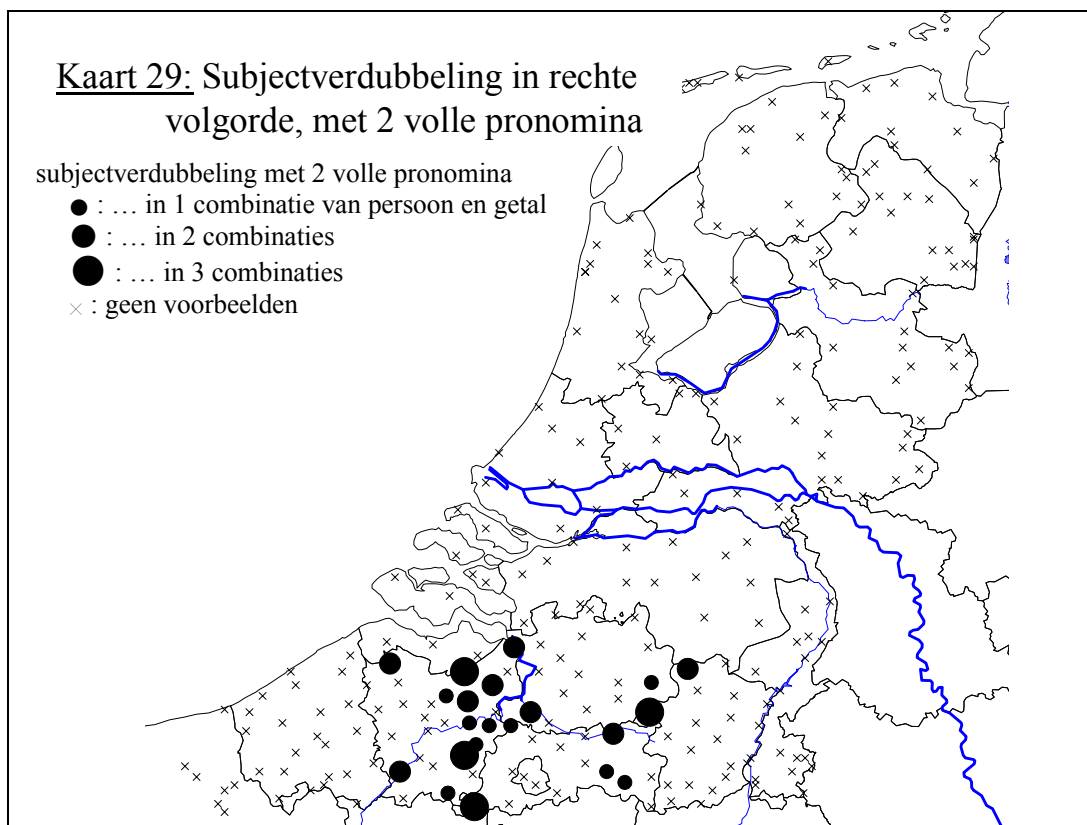 Kaart 29: Subjectverdubbeling in rechte
volgorde, met 2 volle pronomina
subjectverdubbeling met 2 volle pronomina
: … in 1 combinatie van persoon en getal
: … in 2 combinaties
: … in 3 combinaties
: geen voorbeelden